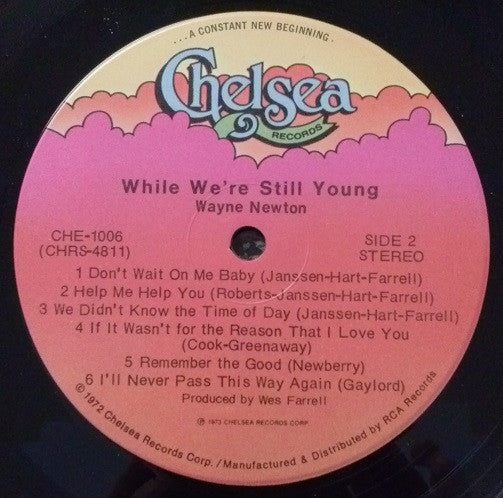 ...A CONSTANT NEW BEGINNING.
Chelsea
RECORDS
While We're Still Young
Wayne Newton
CHE-1006
(CHRS-4811)
SIDE 2
STEREO
1 Don't Wait On Me Baby (Janssen-Hart-Farrell)
2 Help Me Help You (Roberts-Janssen-Hart-Farrell)
3 We Didn't Know the Time of Day (Janssen-Hart-Farrell)
4 If It Wasn't for the Reason That I Love You
(Cook-Greenaway)
5 Remember the Good (Newberry)
6 I'll Never Pass This Way Again (Gaylord)
Produced by Wes Farrell
℗ 1973 CHELSEA RECORDS CORP.
© 1972 Chelsea Records Corp. / Manufactured & Distributed by RCA Records